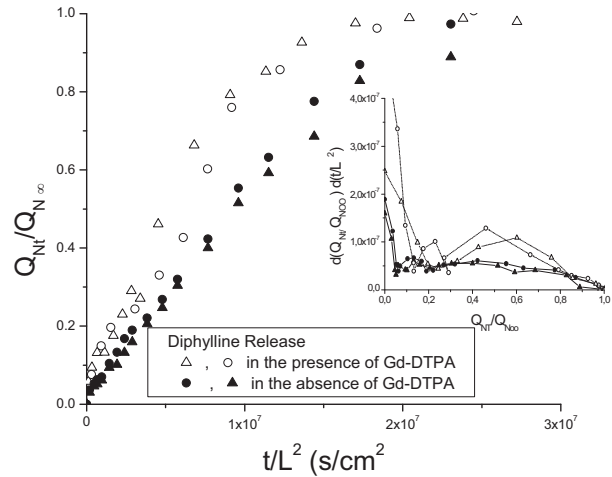 Q_Nt/Q_N∞
1.0
0.8
0.6
0.4
0.2
0.0
0
1x10^7
2x10^7
3x10^7
t/L^2 (s/cm^2
Diphylline Release
△ , ○ in the presence of Gd-DTPA
● , ▲ in the absence of Gd-DTPA
d(Q_Nt/ Q_NOO ) d(t/L^2 )
4,0x10^-7
3,0x10^-7
2,0x10^-7
1,0x10^-7
0,0
0,0
0,2
0,4
0,6
0,8
1,0
Q_NT/Q_N∞